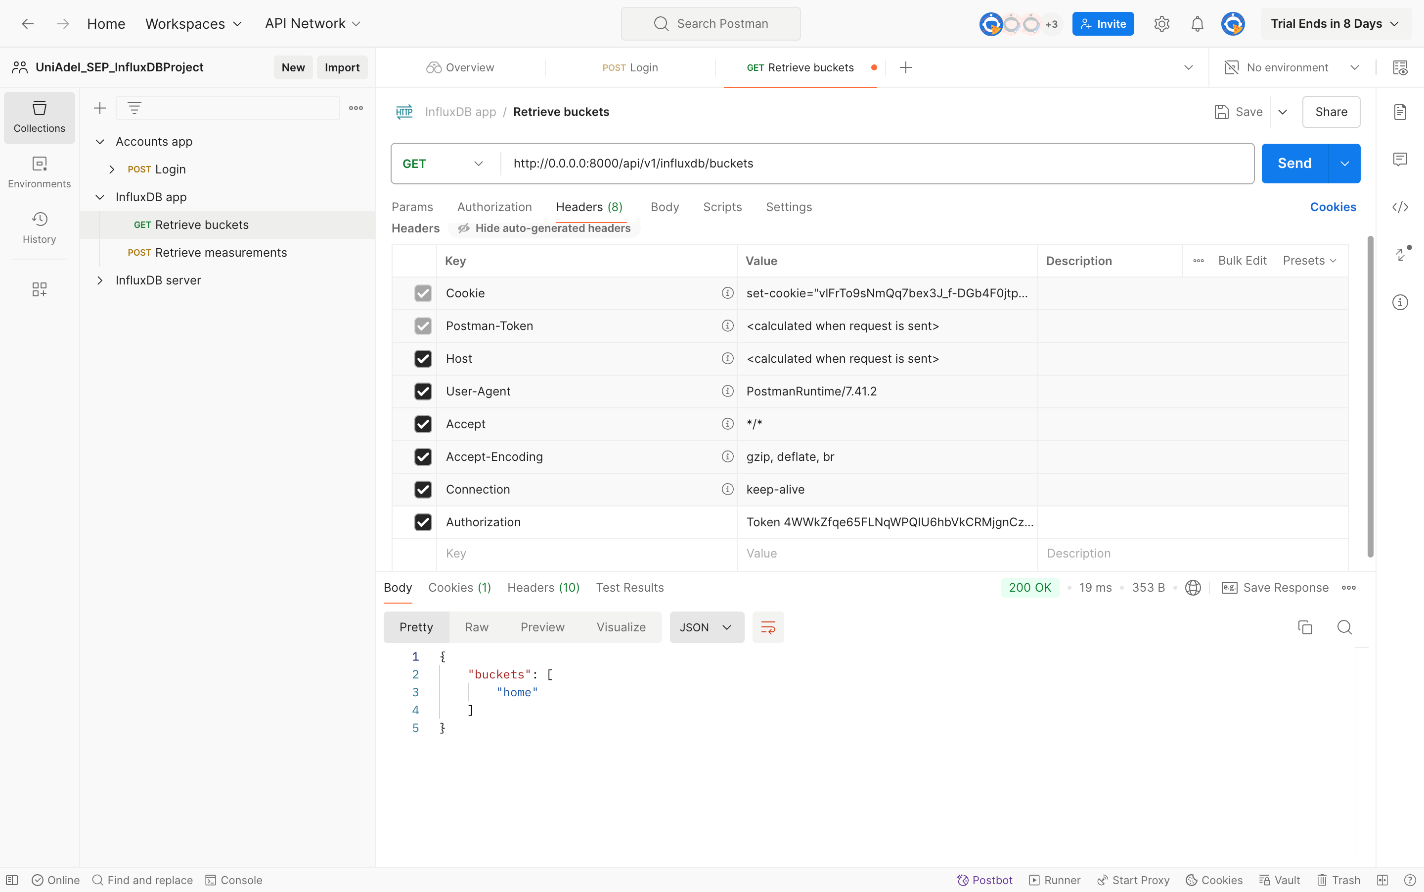 Home Workspaces API Network Search Postman +3 Invite Trial Ends in 8 Days
UniAdel_SEP_InfluxDBProject New Import Overview POST Login GET Retrieve buckets No environment
Collections
Environments
History
Accounts app
POST Login
InfluxDB app
GET Retrieve buckets
POST Retrieve measurements
InfluxDB server
HTTP InfluxDB app / Retrieve buckets Save Share
GET http://0.0.0.0:8000/api/v1/influxdb/buckets Send
Params Authorization Headers (8) Body Scripts Settings Cookies
Headers Hide auto-generated headers
Key Value Description Bulk Edit Presets
Cookie set-cookie="vlFrTo9sNmQq7bex3J_f-DGb4F0jtp...
Postman-Token <calculated when request is sent>
Host <calculated when request is sent>
User-Agent PostmanRuntime/7.41.2
Accept */*
Accept-Encoding gzip, deflate, br
Connection keep-alive
Authorization Token 4WWkZfqe65FLNqWPQIU6hbVkCRMjgnCz...
Key Value Description
Body Cookies (1) Headers (10) Test Results 200 OK 19 ms 353 B e.g. Save Response
Pretty Raw Preview Visualize JSON
1 {
2 "buckets": [
3 "home"
4 ]
5 }
Online Find and replace Console Postbot Runner Start Proxy Cookies Vault Trash